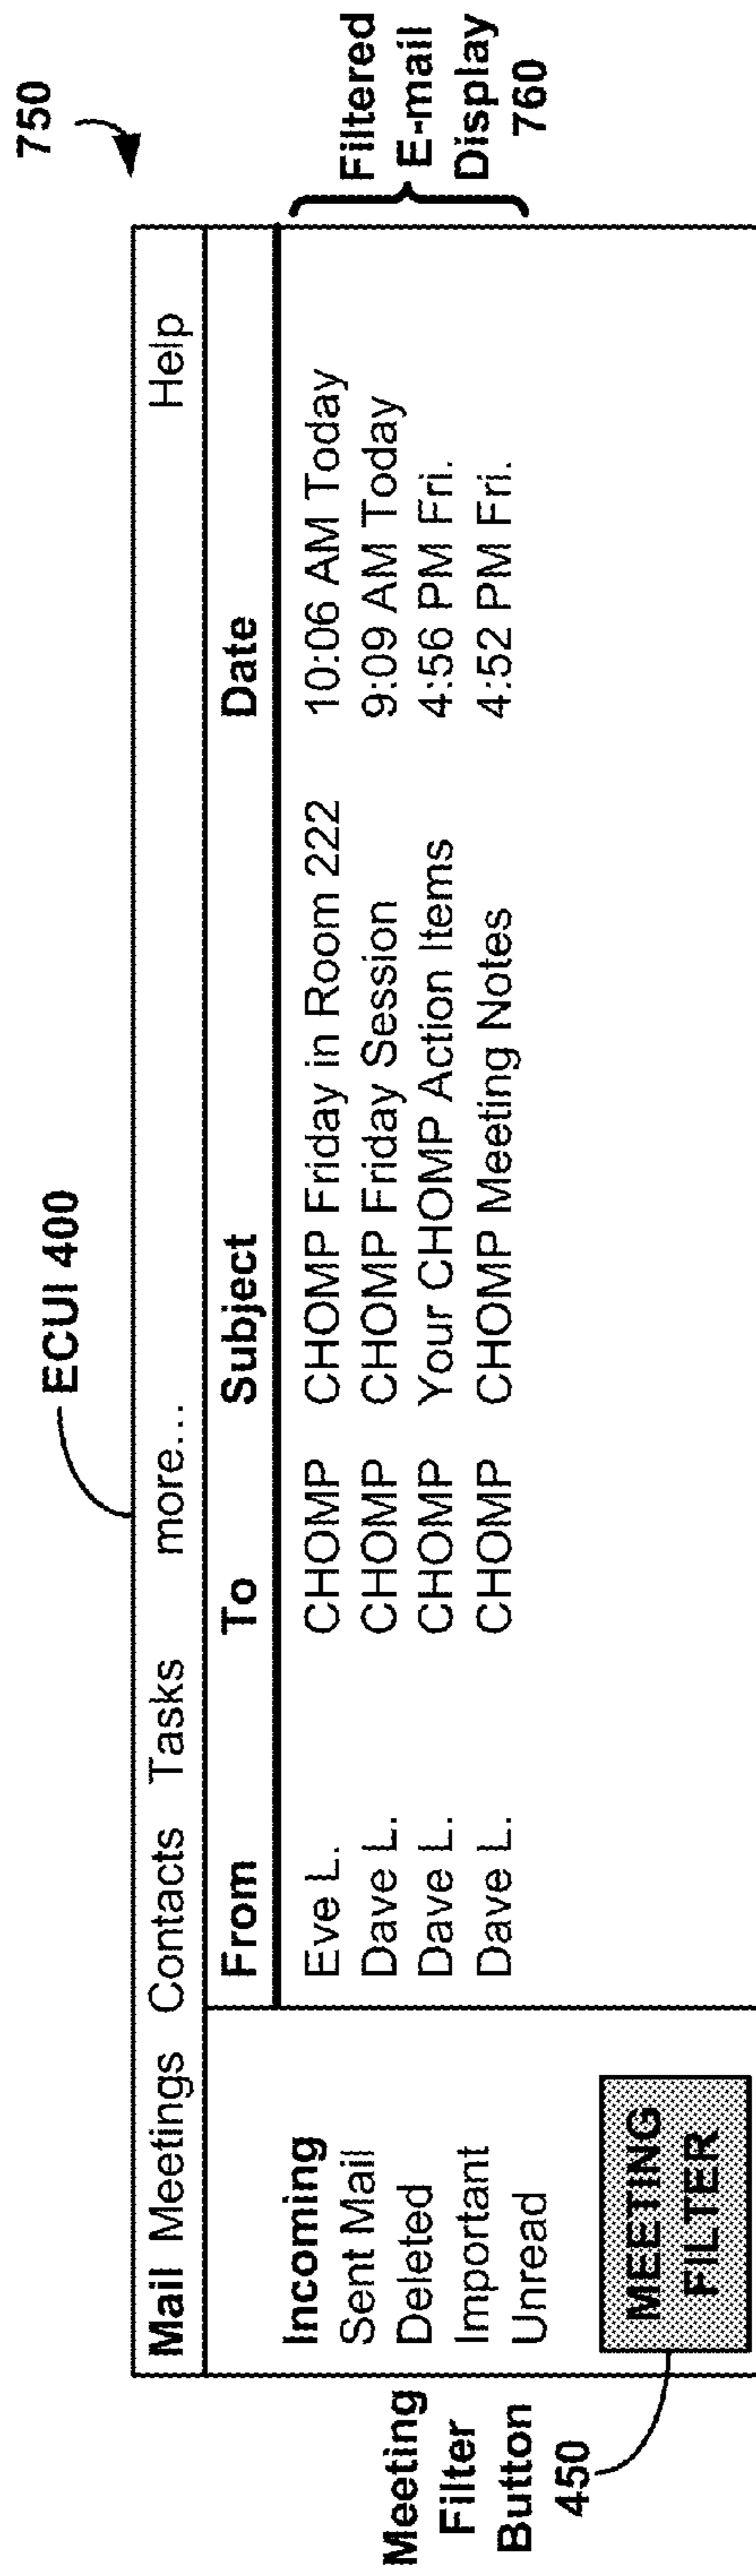 750
ECUI 400
Mail Meetings Contacts Tasks more... Help
From To Subject Date
Incoming
Sent Mail
Deleted
Important
Unread
MEETING
FILTER
Eve L. CHOMP CHOMP Friday in Room 222 10:06 AM Today
Dave L. CHOMP CHOMP Friday Session 9:09 AM Today
Dave L. CHOMP Your CHOMP Action Items 4:56 PM Fri.
Dave L. CHOMP CHOMP Meeting Notes 4:52 PM Fri.
Filtered
E-mail
Display
760
Meeting
Filter
Button
450